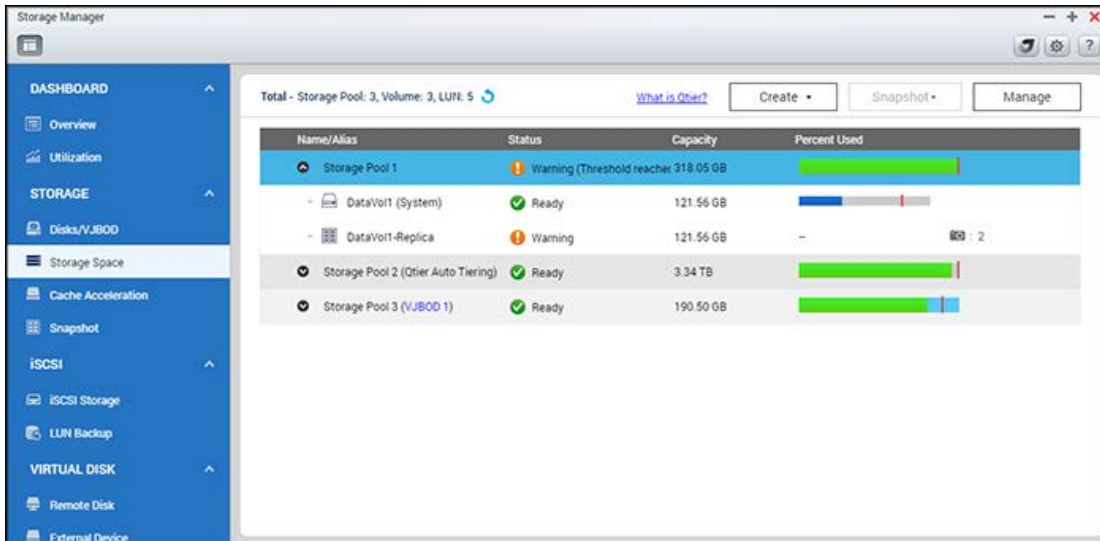 Storage Manager
DASHBOARD
Overview
Utilization
STORAGE
Disks/VJBOD
Storage Space
Cache Acceleration
Snapshot
iSCSI
iSCSI Storage
LUN Backup
VIRTUAL DISK
Remote Disk
External Device
Total - Storage Pool: 3, Volume: 3, LUN: 5
What is Qtier?
Create
Snapshot
Manage
Name/Alias Status Capacity Percent Used
Storage Pool 1 Warning (Threshold reachec 318.05 GB
DataVol1 (System) Ready 121.56 GB
DataVol1-Replica Warning 121.56 GB -- : 2
Storage Pool 2 (Qtier Auto Tiering) Ready 3.34 TB
Storage Pool 3 (VJBOD 1) Ready 190.50 GB